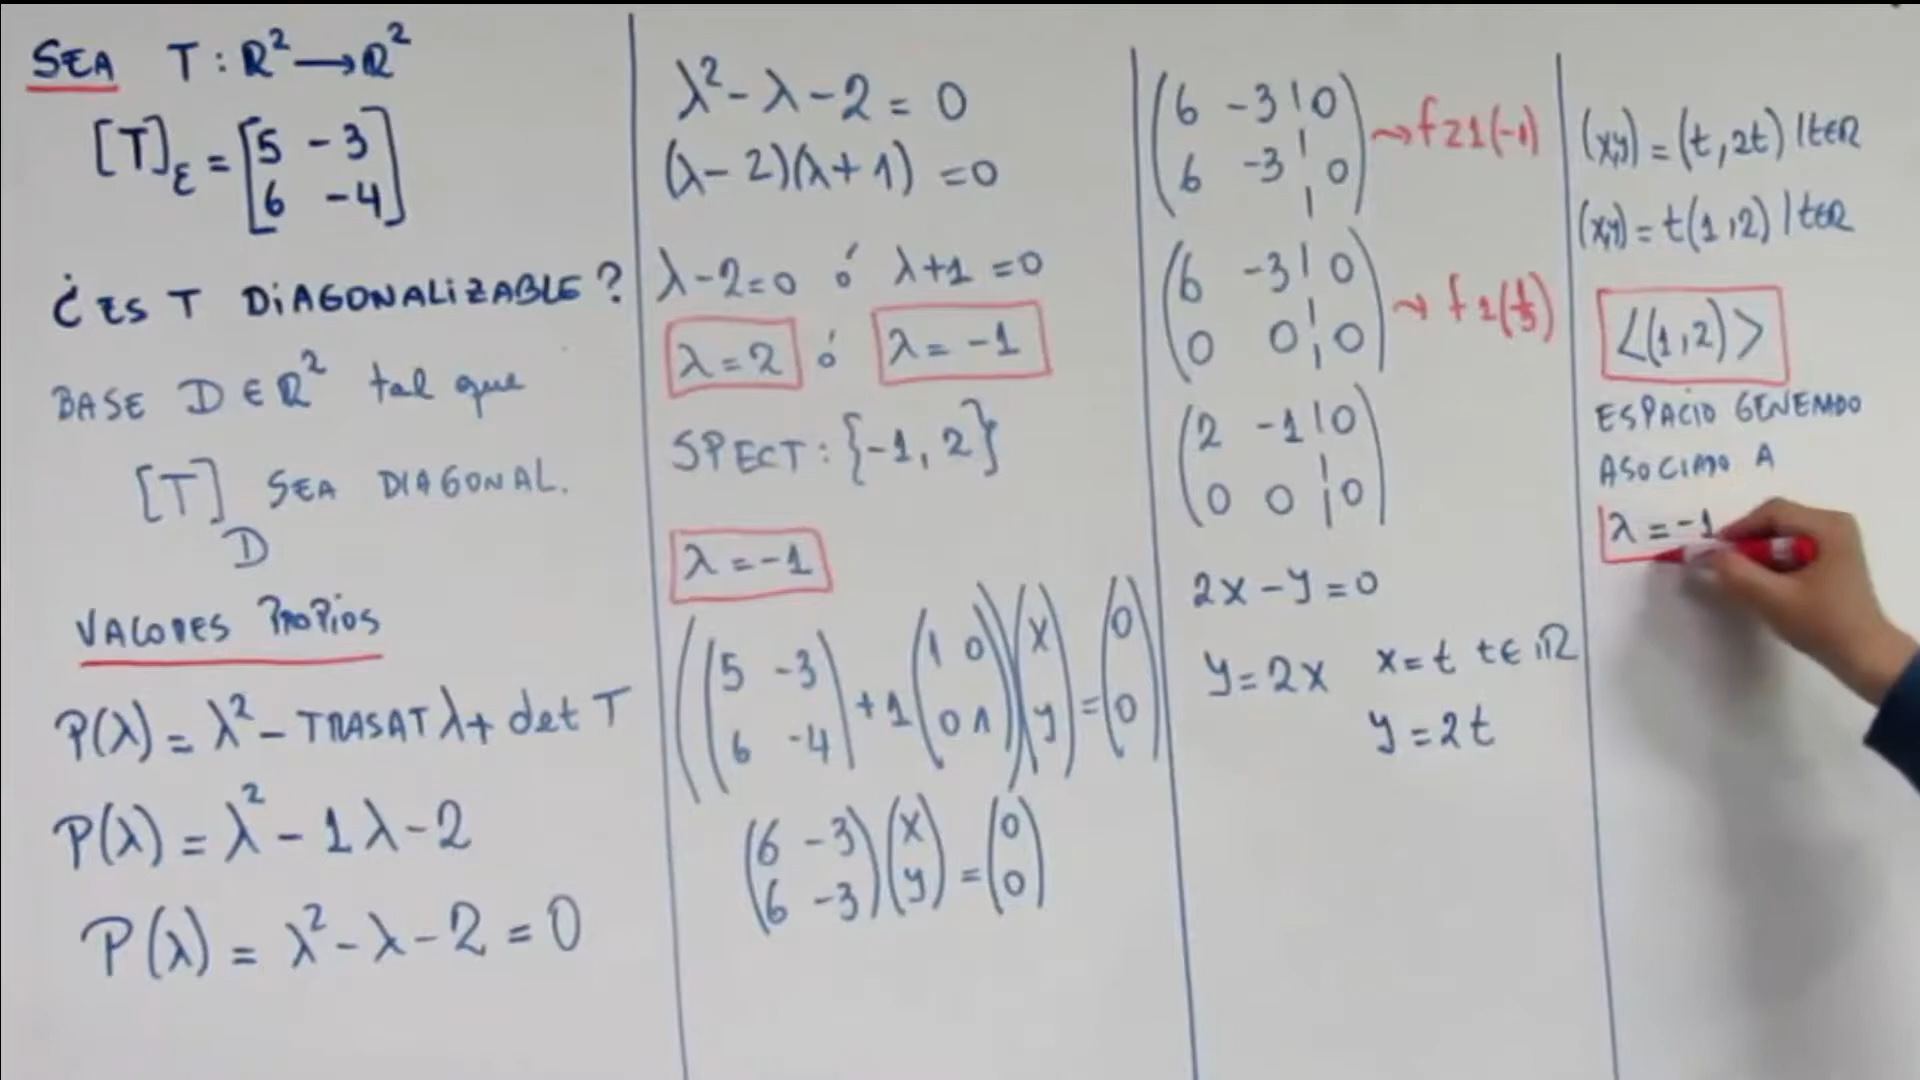 SEA T : ℝ² → ℝ²
[T]_E = [5 -3; 6 -4]
¿ES T DIAGONALIZABLE?
BASE D ∈ ℝ² tal que
[T]_D SEA DIAGONAL.
VALORES PROPIOS
P(λ) = λ² - TRASA T λ + det T
P(λ) = λ² - 1λ - 2
P(λ) = λ² - λ - 2 = 0
λ² - λ - 2 = 0
(λ - 2)(λ + 1) = 0
λ - 2 = 0 ó λ + 1 = 0
λ = 2 ó λ = -1
SPECT : {-1, 2}
λ = -1
((5 -3; 6 -4) + 1(1 0; 0 1))(x; y) = (0; 0)
(6 -3; 6 -3)(x; y) = (0; 0)
(6 -3 | 0; 6 -3 | 0) ⇝ f21(-1)
(6 -3 | 0; 0 0 | 0) ⇝ f1(1/3)
(2 -1 | 0; 0 0 | 0)
2x - y = 0
y = 2x x = t t ∈ ℝ
y = 2t
(x,y) = (t, 2t) / t∈ℝ
(x,y) = t(1,2) / t∈ℝ
<(1,2)>
ESPACIO GENERADO
ASOCIADO A
λ = -1